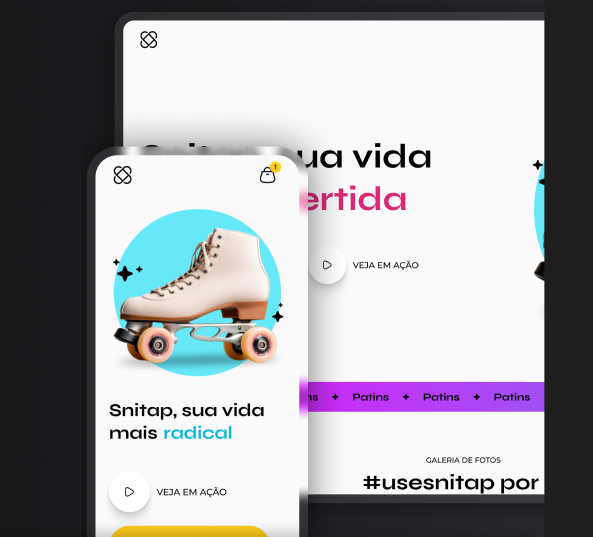 ua vida
ertida
VEJA EM AÇÃO
ns Patins Patins Patins
GALERIA DE FOTOS
#usesnitap por
1
Snitap, sua vida
mais radical
VEJA EM AÇÃO